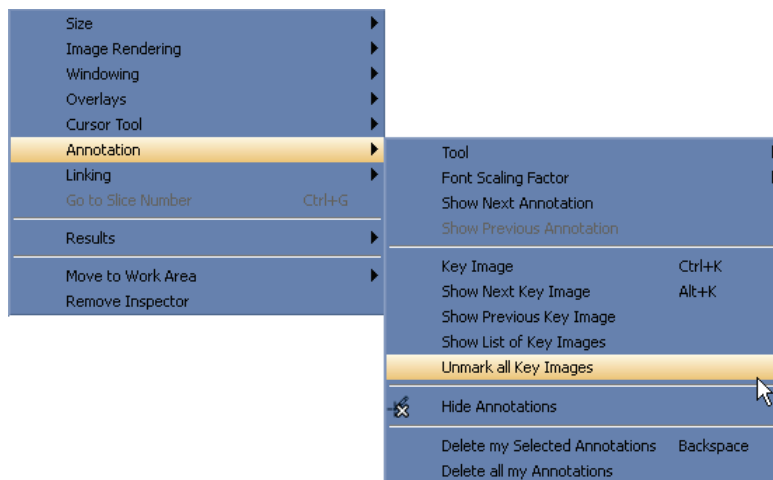 Size
Image Rendering
Windowing
Overlays
Cursor Tool
Annotation
Linking
Go to Slice Number Ctrl+G
Results
Move to Work Area
Remove Inspector
Tool
Font Scaling Factor
Show Next Annotation
Show Previous Annotation
Key Image Ctrl+K
Show Next Key Image Alt+K
Show Previous Key Image
Show List of Key Images
Unmark all Key Images
Hide Annotations
Delete my Selected Annotations Backspace
Delete all my Annotations